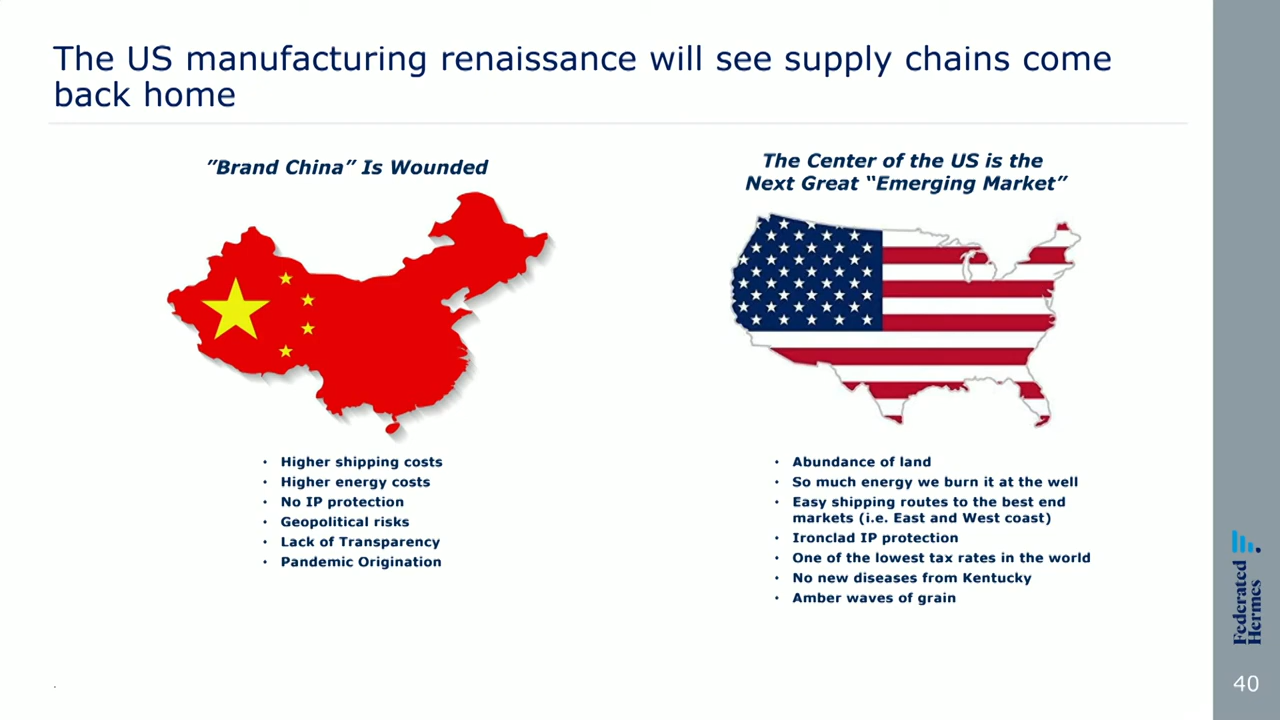 The US manufacturing renaissance will see supply chains come
back home
”Brand China” Is Wounded
• Higher shipping costs
• Higher energy costs
• No IP protection
• Geopolitical risks
• Lack of Transparency
• Pandemic Origination
The Center of the US is the
Next Great “Emerging Market”
• Abundance of land
• So much energy we burn it at the well
• Easy shipping routes to the best end
markets (i.e. East and West coast)
• Ironclad IP protection
• One of the lowest tax rates in the world
• No new diseases from Kentucky
• Amber waves of grain
Federated
Hermes
.
40